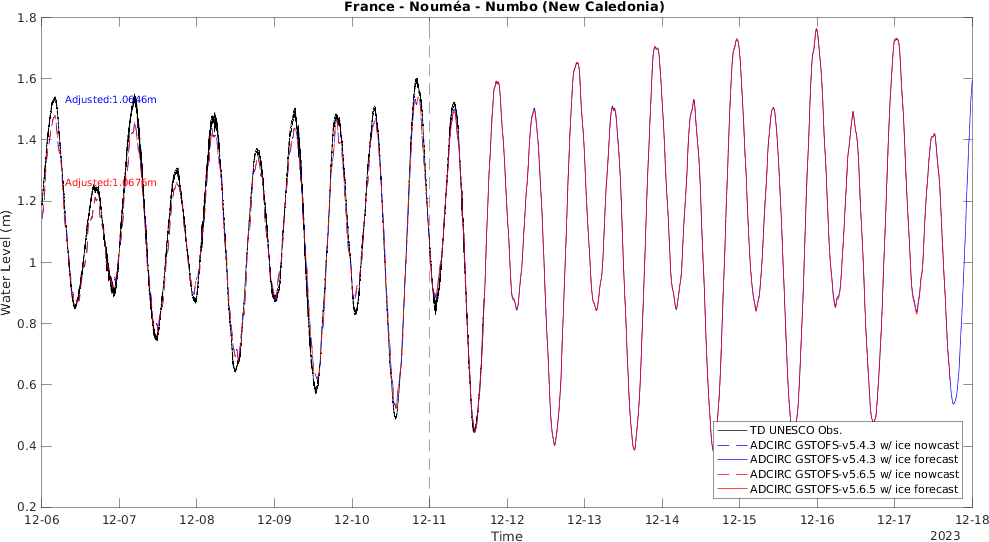 France - Nouméa - Numbo (New Caledonia)
1.8
1.6
1.4
1.2
1
0.8
0.6
0.4
0.2
Water Level (m)
Adjusted:1.0646m
Adjusted:1.0676m
TD UNESCO Obs.
ADCIRC GSTOFS-v5.4.3 w/ ice nowcast
ADCIRC GSTOFS-v5.4.3 w/ ice forecast
ADCIRC GSTOFS-v5.6.5 w/ ice nowcast
ADCIRC GSTOFS-v5.6.5 w/ ice forecast
12-06 12-07 12-08 12-09 12-10 12-11 12-12 12-13 12-14 12-15 12-16 12-17 12-18
Time
2023